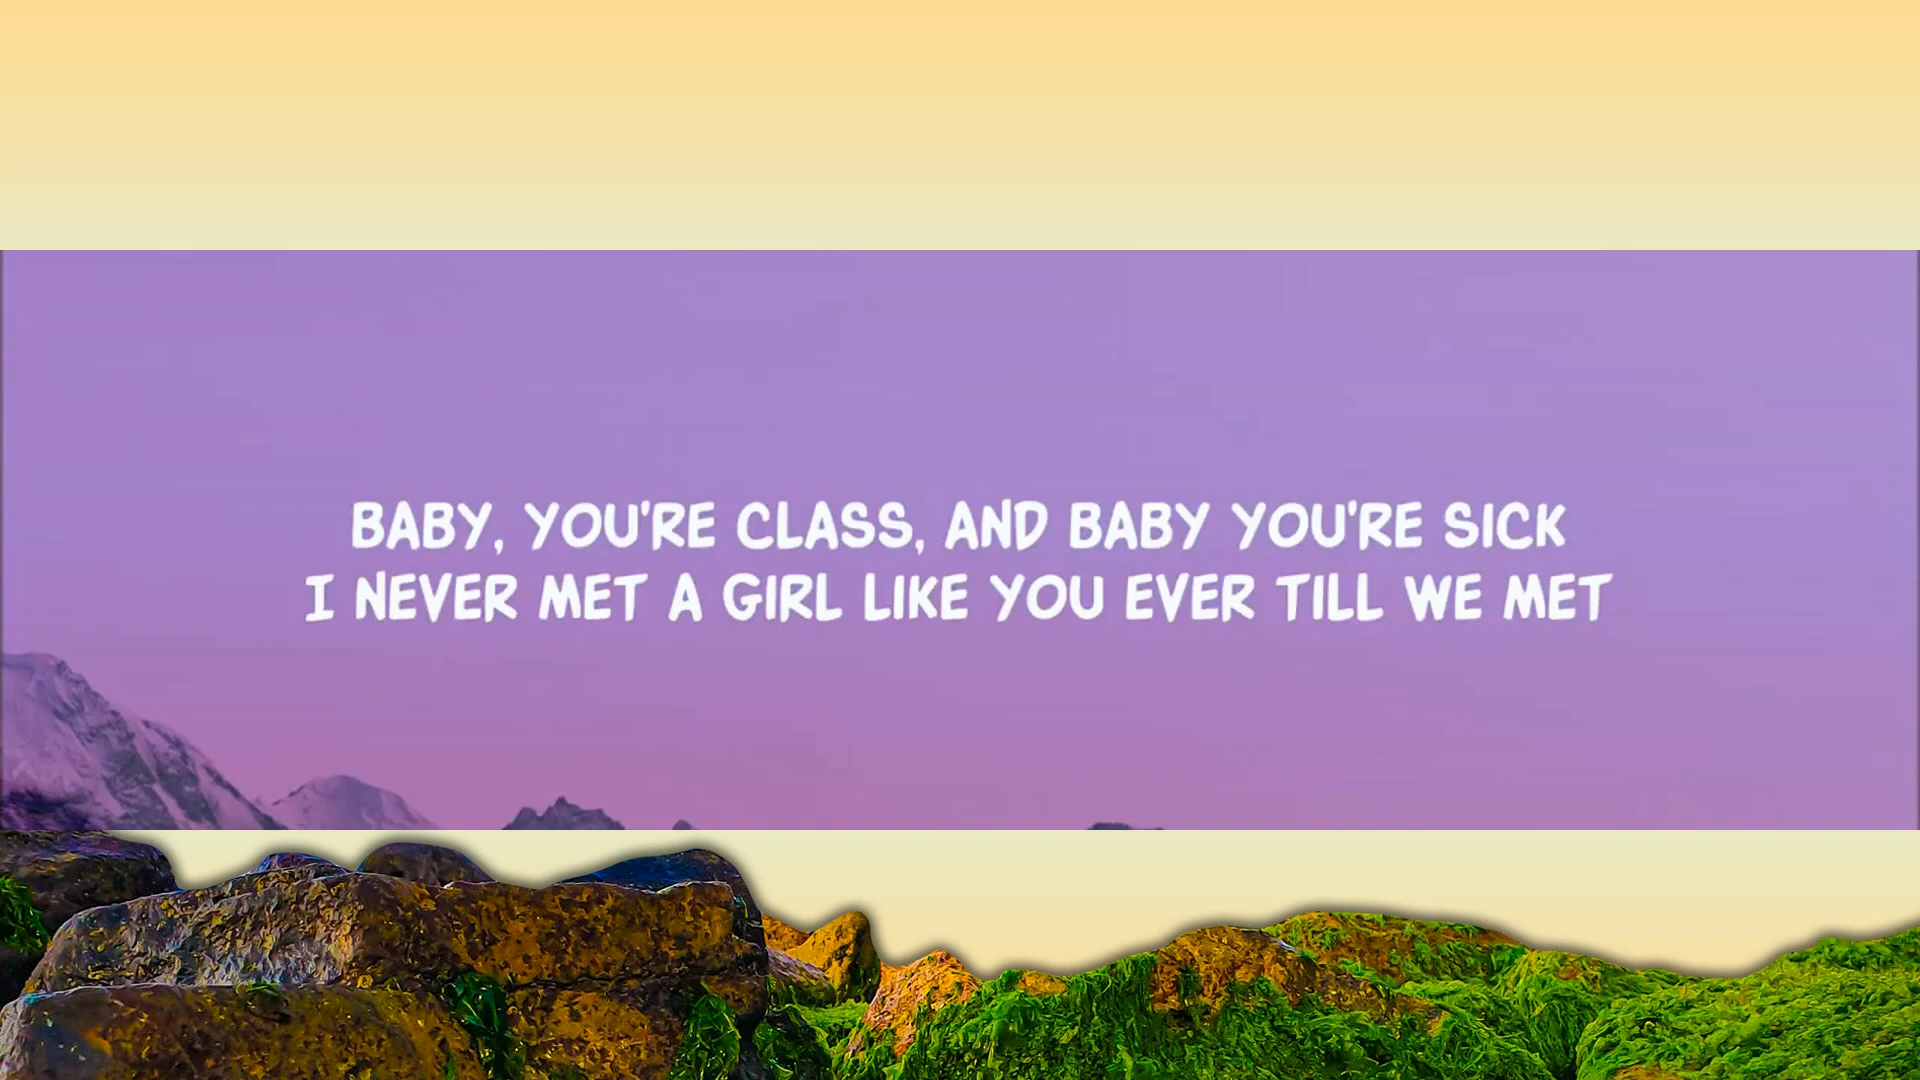 BABY, YOU'RE CLASS, AND BABY YOU'RE SICK
I NEVER MET A GIRL LIKE YOU EVER TILL WE MET